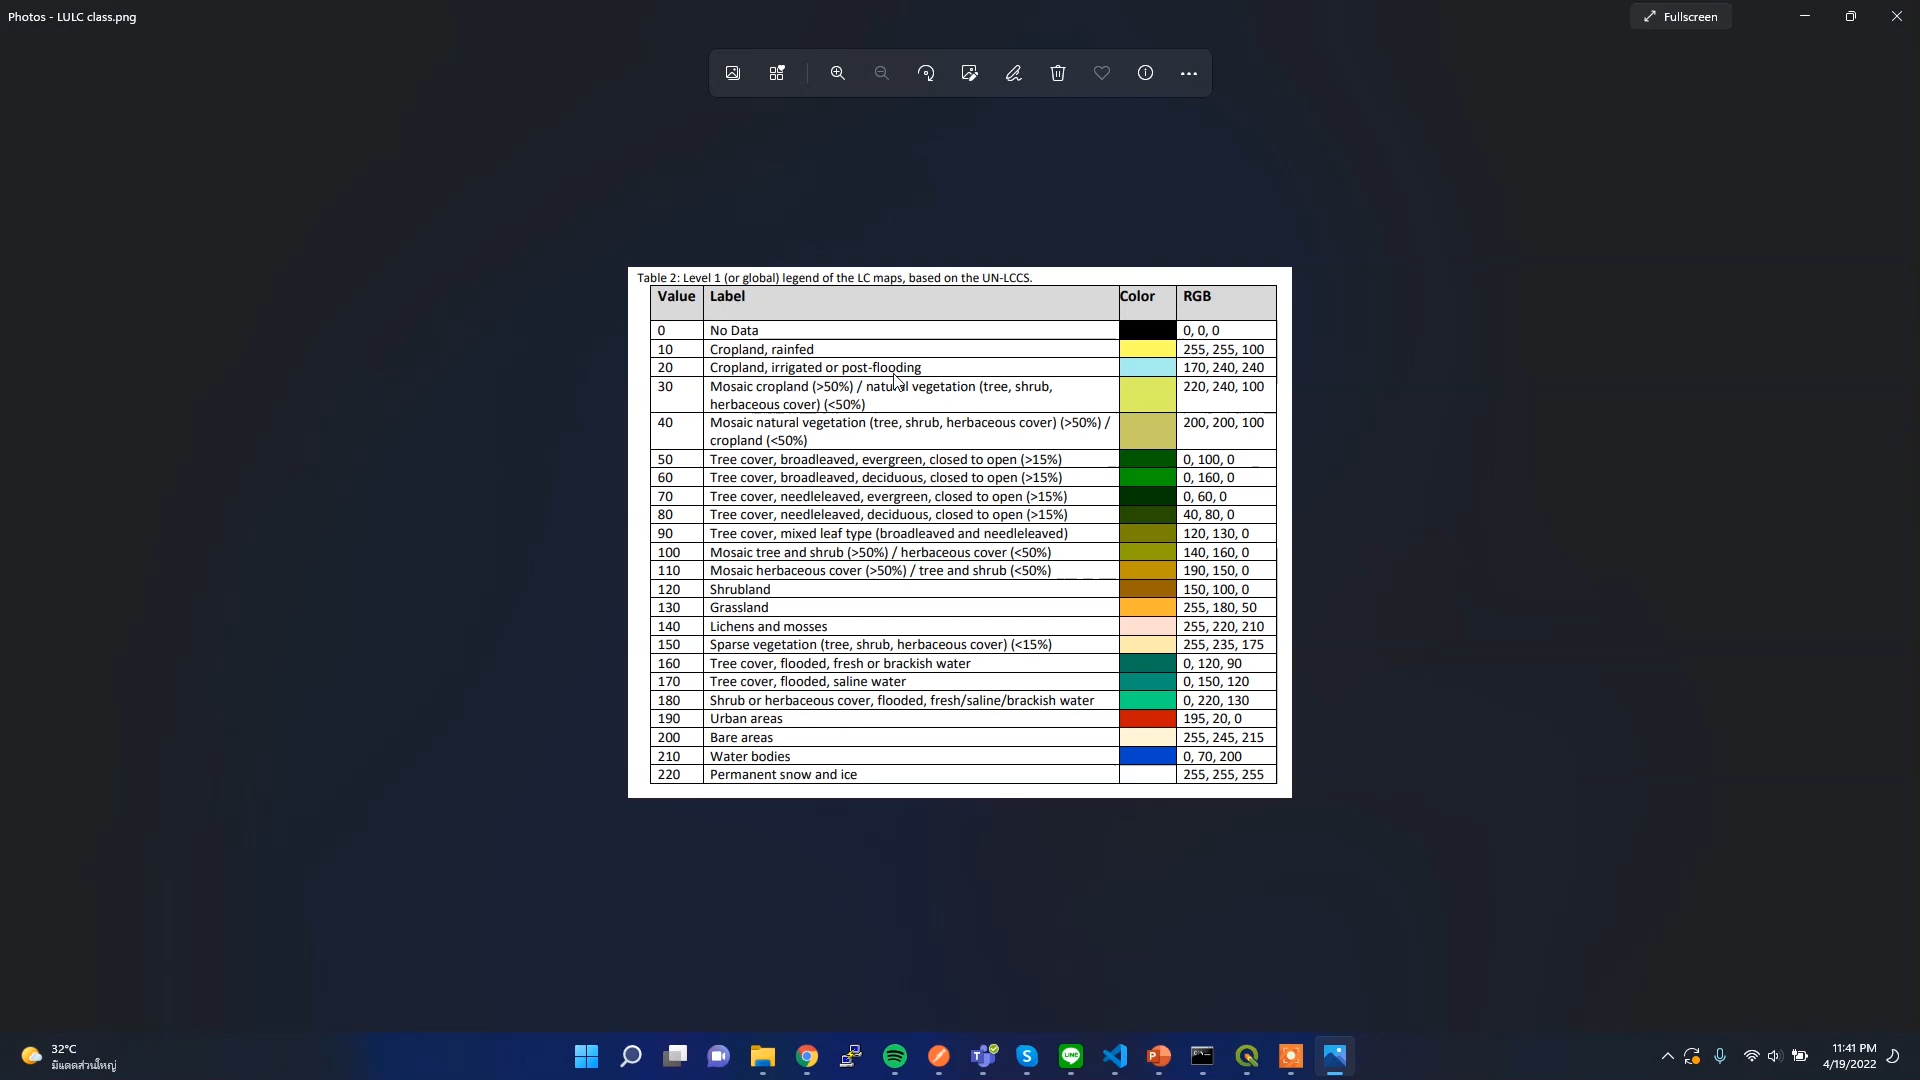 Photos - LULC class.png
Fullscreen
Table 2: Level 1 (or global) legend of the LC maps, based on the UN-LCCS.
Value Label Color RGB
0 No Data 0, 0, 0
10 Cropland, rainfed 255, 255, 100
20 Cropland, irrigated or post-flooding 170, 240, 240
30 Mosaic cropland (>50%) / natural vegetation (tree, shrub, 220, 240, 100
herbaceous cover) (<50%)
40 Mosaic natural vegetation (tree, shrub, herbaceous cover) (>50%) / 200, 200, 100
cropland (<50%)
50 Tree cover, broadleaved, evergreen, closed to open (>15%) 0, 100, 0
60 Tree cover, broadleaved, deciduous, closed to open (>15%) 0, 160, 0
70 Tree cover, needleleaved, evergreen, closed to open (>15%) 0, 60, 0
80 Tree cover, needleleaved, deciduous, closed to open (>15%) 40, 80, 0
90 Tree cover, mixed leaf type (broadleaved and needleleaved) 120, 130, 0
100 Mosaic tree and shrub (>50%) / herbaceous cover (<50%) 140, 160, 0
110 Mosaic herbaceous cover (>50%) / tree and shrub (<50%) 190, 150, 0
120 Shrubland 150, 100, 0
130 Grassland 255, 180, 50
140 Lichens and mosses 255, 220, 210
150 Sparse vegetation (tree, shrub, herbaceous cover) (<15%) 255, 235, 175
160 Tree cover, flooded, fresh or brackish water 0, 120, 90
170 Tree cover, flooded, saline water 0, 150, 120
180 Shrub or herbaceous cover, flooded, fresh/saline/brackish water 0, 220, 130
190 Urban areas 195, 20, 0
200 Bare areas 255, 245, 215
210 Water bodies 0, 70, 200
220 Permanent snow and ice 255, 255, 255
32°C
มีแดดส่วนใหญ่
LINE
11:41 PM
4/19/2022